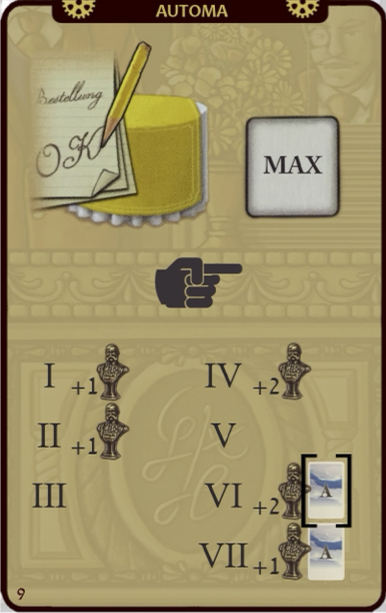 AUTOMA
Bestellung
OK
MAX
I +1 IV +2
II +1 V
III VI +2 A
VII +1 A
9